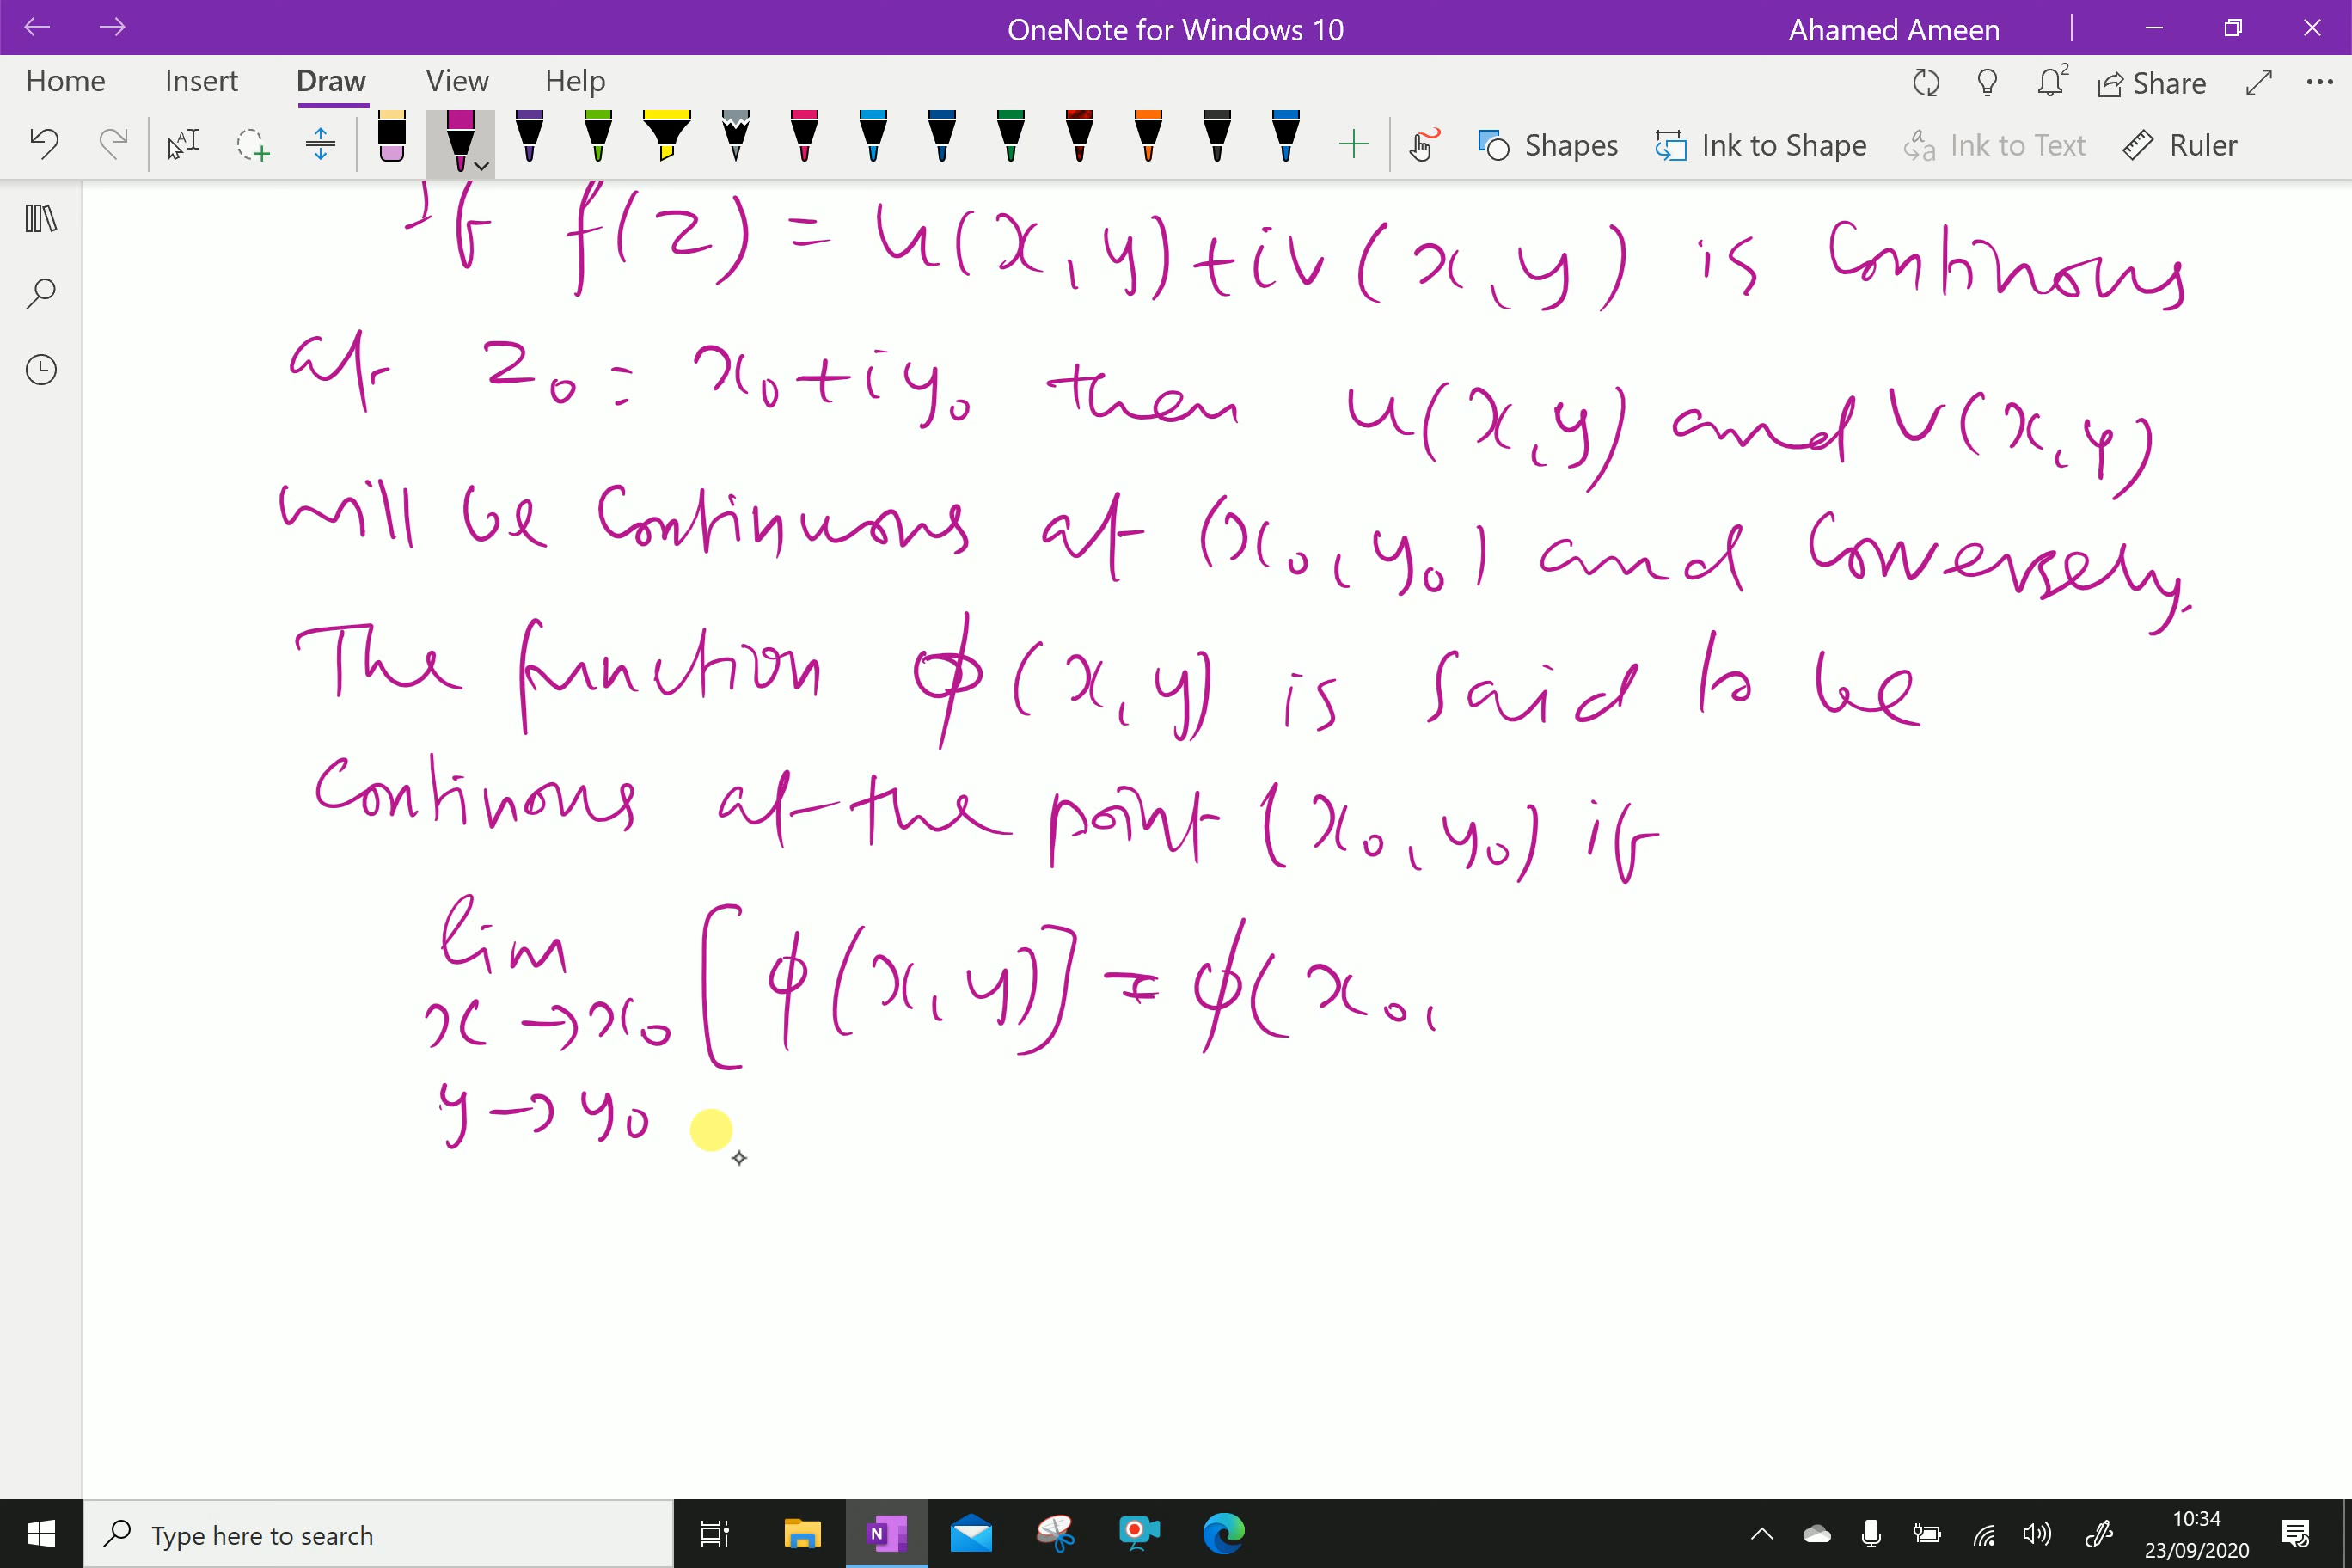 OneNote for Windows 10 Ahamed Ameen
Home Insert Draw View Help 2 Share
AI Shapes Ink to Shape a Ink to Text Ruler
If f(z) = u(x,y)+iv(x,y) is continous
at z₀ = x₀+iy₀ then u(x,y) and v(x,y)
will be continuous at (x₀,y₀) and conversely.
The function ϕ(x,y) is said to be
continous at the point (x₀,y₀) if
lim [ϕ(x,y)] = ϕ(x₀,
x→x₀
y→y₀
Type here to search N 10:34
23/09/2020